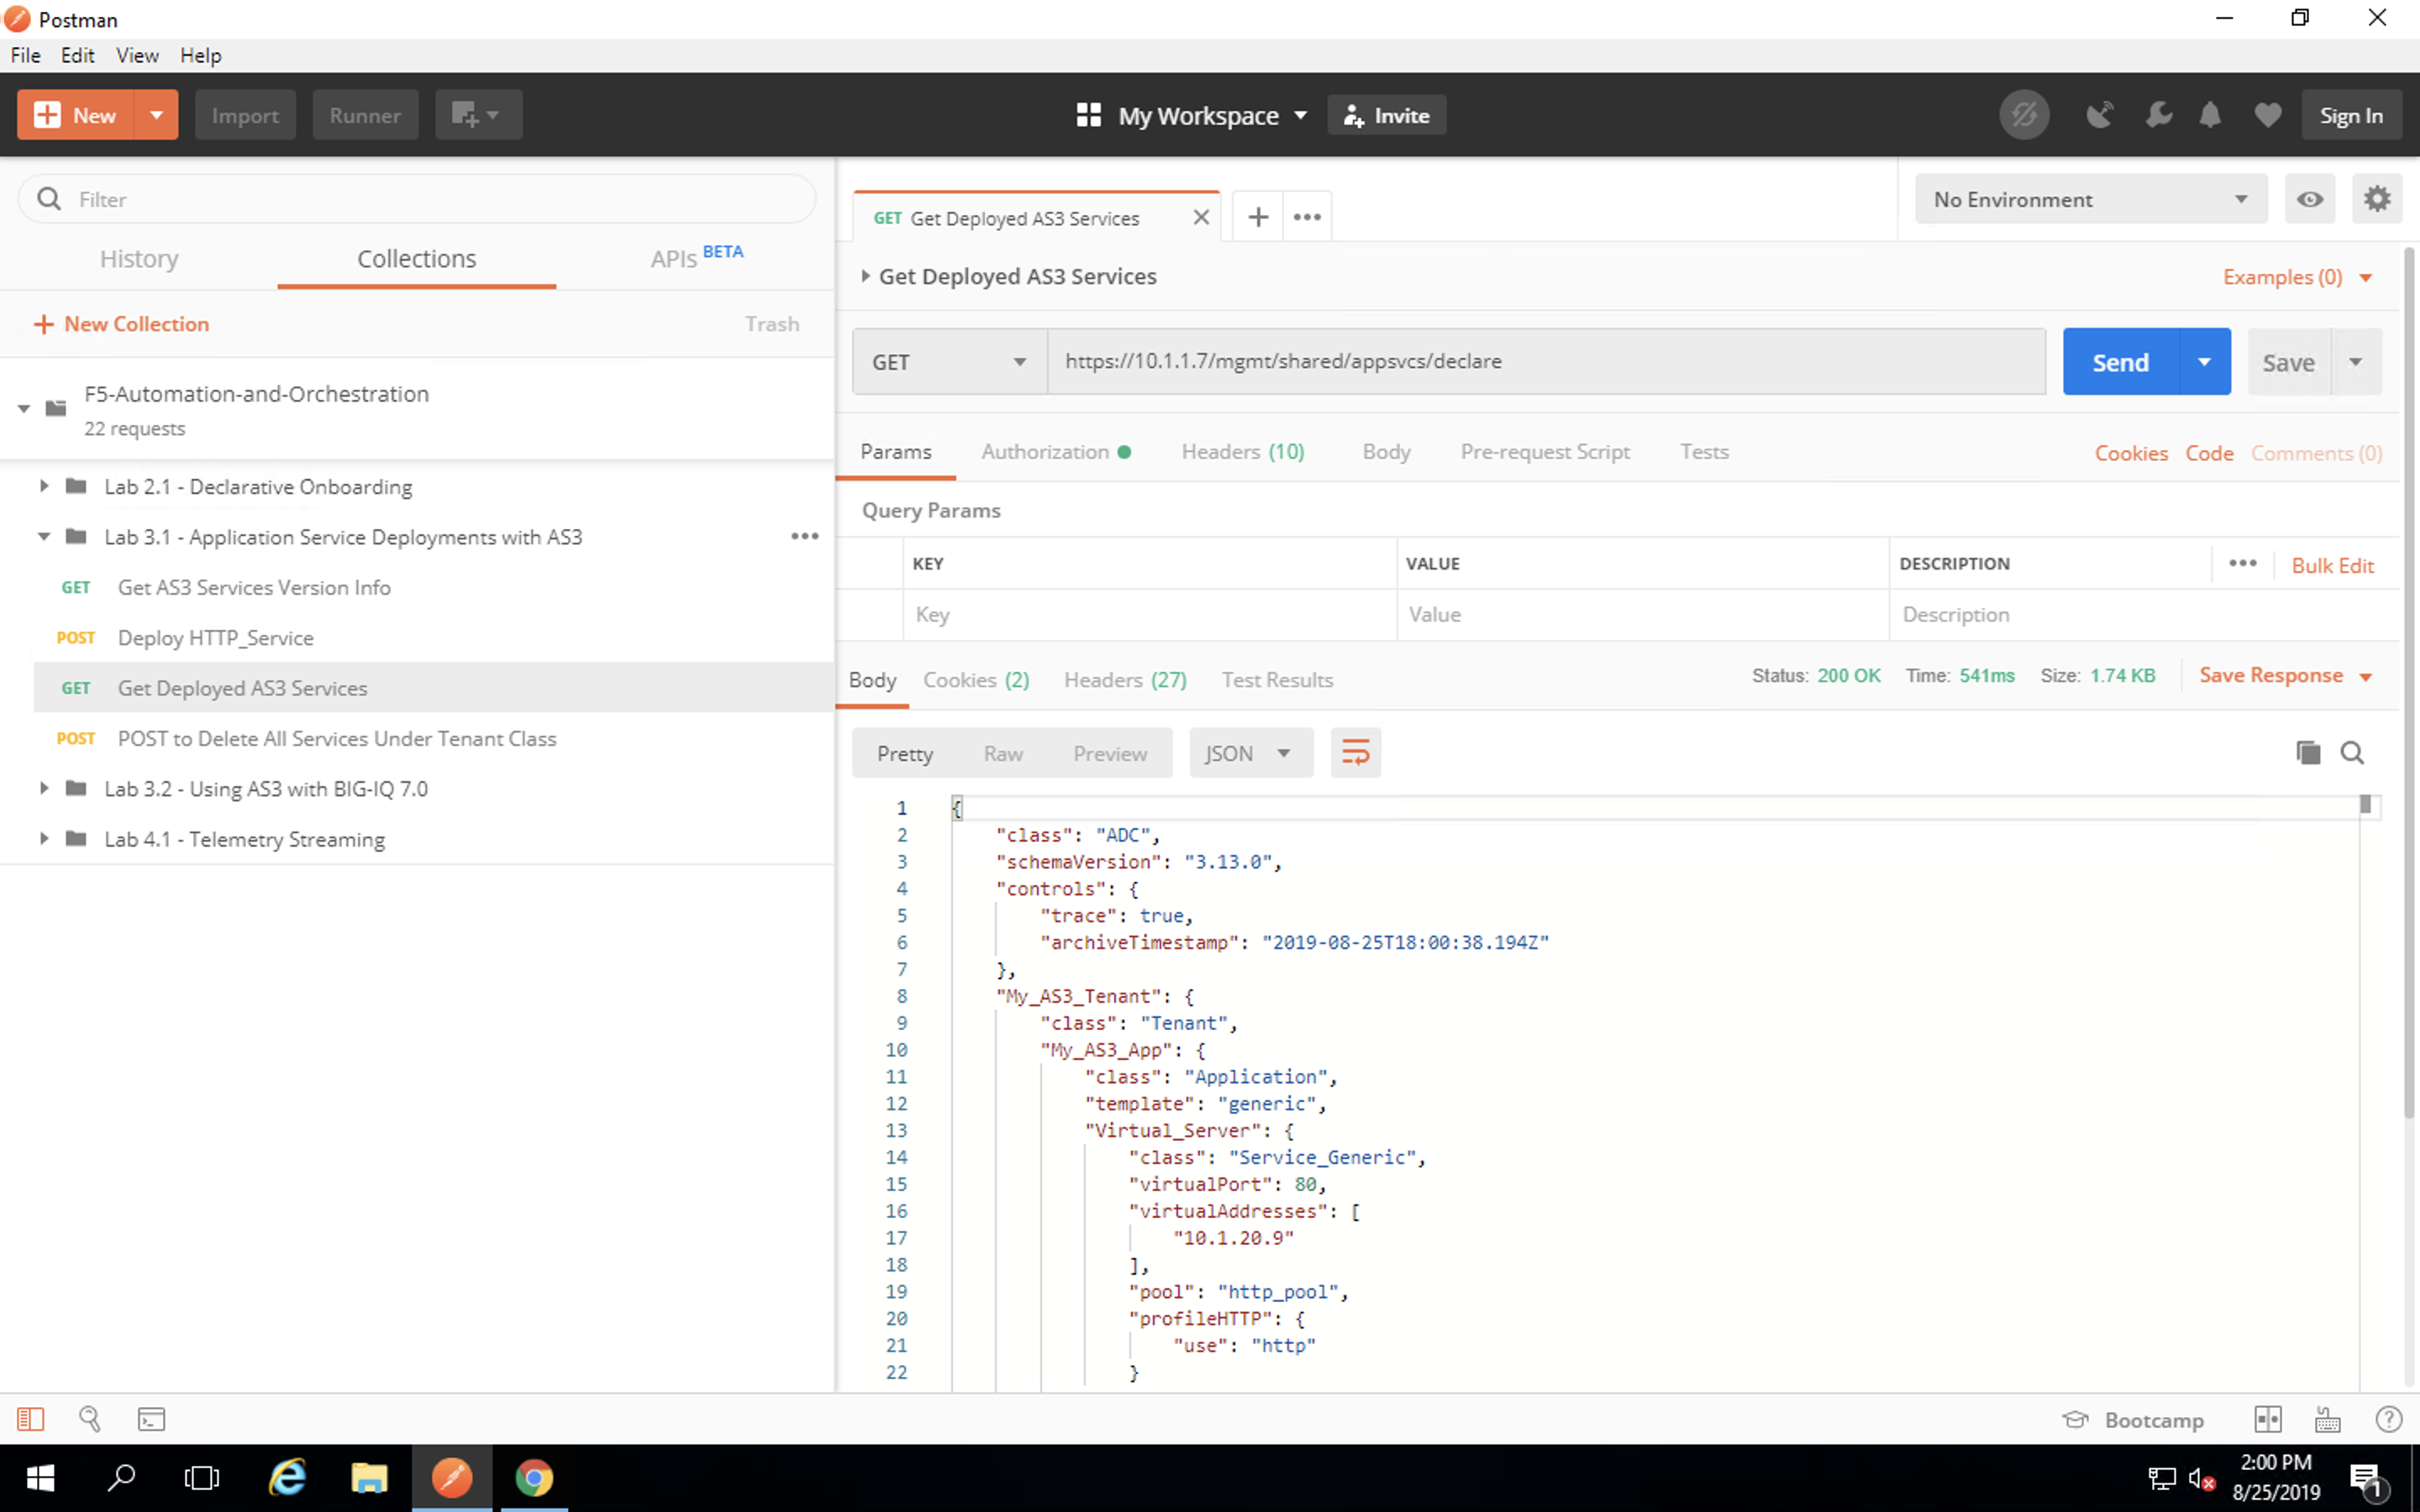 Postman
File Edit View Help
New Import Runner My Workspace Invite Sign In
Filter
History Collections APIs BETA
New Collection Trash
F5-Automation-and-Orchestration
22 requests
Lab 2.1 - Declarative Onboarding
Lab 3.1 - Application Service Deployments with AS3
GET Get AS3 Services Version Info
POST Deploy HTTP_Service
GET Get Deployed AS3 Services
POST POST to Delete All Services Under Tenant Class
Lab 3.2 - Using AS3 with BIG-IQ 7.0
Lab 4.1 - Telemetry Streaming
GET Get Deployed AS3 Services
No Environment
Get Deployed AS3 Services Examples (0)
GET https://10.1.1.7/mgmt/shared/appsvcs/declare Send Save
Params Authorization Headers (10) Body Pre-request Script Tests Cookies Code Comments (0)
Query Params
KEY VALUE DESCRIPTION Bulk Edit
Key Value Description
Body Cookies (2) Headers (27) Test Results Status: 200 OK Time: 541ms Size: 1.74 KB Save Response
Pretty Raw Preview JSON
1 {
2 "class": "ADC",
3 "schemaVersion": "3.13.0",
4 "controls": {
5 "trace": true,
6 "archiveTimestamp": "2019-08-25T18:00:38.194Z"
7 },
8 "My_AS3_Tenant": {
9 "class": "Tenant",
10 "My_AS3_App": {
11 "class": "Application",
12 "template": "generic",
13 "Virtual_Server": {
14 "class": "Service_Generic",
15 "virtualPort": 80,
16 "virtualAddresses": [
17 "10.1.20.9"
18 ],
19 "pool": "http_pool",
20 "profileHTTP": {
21 "use": "http"
22 }
Bootcamp
2:00 PM
8/25/2019
1